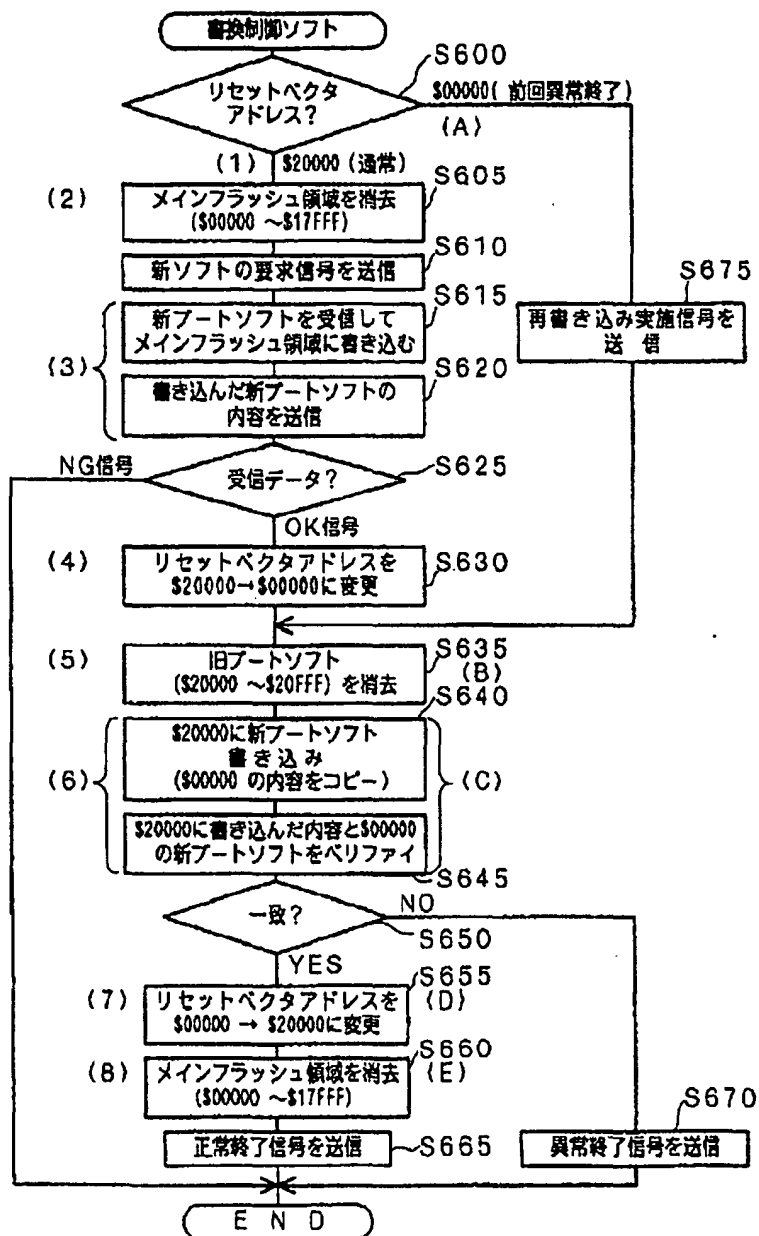 書換制御ソフト
S600
リセットベクタ
アドレス?
$00000(前回異常終了)
(A)
(1) $20000(通常)
S605
(2)
メインフラッシュ領域を消去
($00000 ~$17FFF)
S610
新ソフトの要求信号を送信
S675
再書き込み実施信号を
送 信
S615
(3)
新ブートソフトを受信して
メインフラッシュ領域に書き込む
S620
書き込んだ新ブートソフトの
内容を送信
NG信号
S625
受信データ?
OK信号
(4)
リセットベクタアドレスを
$20000→$00000に変更
S630
(5)
旧ブートソフト
($20000 ~$20FFF) を消去
S635
(B)
S640
(6)
$20000に新ブートソフト
書 き 込 み
($00000 の内容をコピー)
(C)
$20000に書き込んだ内容と$00000
の新ブートソフトをベリファイ
S645
一致?
NO
S650
YES
S655
(7)
リセットベクタアドレスを
$00000 → $20000に変更
(D)
S660
(8)
メインフラッシュ領域を消去
($00000 ~$17FFF)
(E)
正常終了信号を送信
S665
S670
異常終了信号を送信
E N D